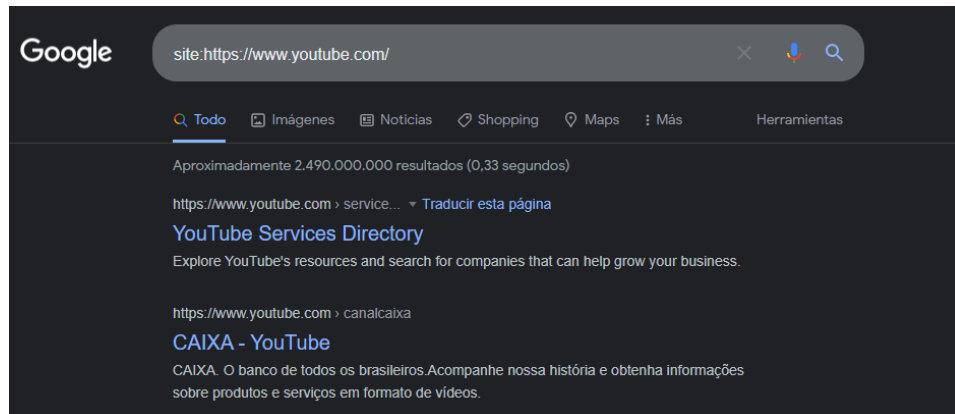 Google
site:https://www.youtube.com/
Todo Imágenes Noticias Shopping Maps Más Herramientas
Aproximadamente 2.490.000.000 resultados (0,33 segundos)
https://www.youtube.com › service... Traducir esta página
YouTube Services Directory
Explore YouTube's resources and search for companies that can help grow your business.
https://www.youtube.com › canalcaixa
CAIXA - YouTube
CAIXA. O banco de todos os brasileiros.Acompanhe nossa história e obtenha informações
sobre produtos e serviços em formato de vídeos.